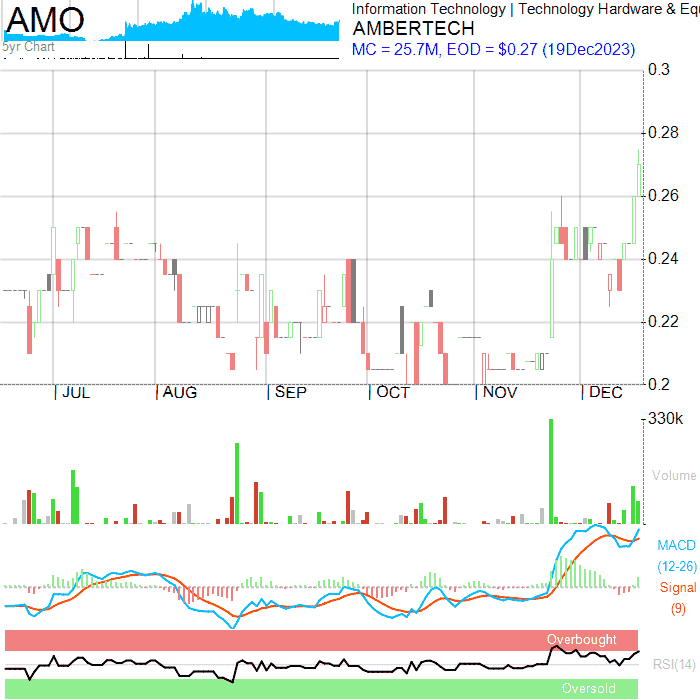 AMO
5yr Chart
Information Technology | Technology Hardware & Equ
AMBERTECH
MC = 25.7M, EOD = $0.27 (19Dec2023)
0.3
0.28
0.26
0.24
0.22
0.2
JUL AUG SEP OCT NOV DEC
330k
Volume
MACD
(12-26)
Signal
(9)
Overbought
RSI(14)
Oversold